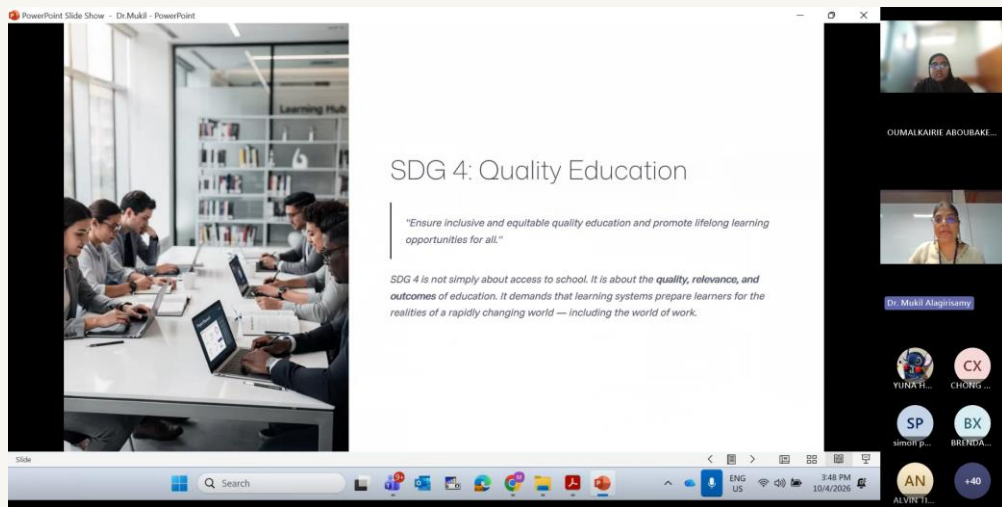 PowerPoint Slide Show - Dr.Mukil - PowerPoint
Learning Hub
SDG 4: Quality Education
"Ensure inclusive and equitable quality education and promote lifelong learning
opportunities for all."
SDG 4 is not simply about access to school. It is about the quality, relevance, and
outcomes of education. It demands that learning systems prepare learners for the
realities of a rapidly changing world — including the world of work.
OUMALKAIRIE ABOUBAKE...
Dr. Mukil Alagirisamy
YUNA H...
CX
CHONG ...
SP
simon p...
BX
BRENDA...
AN
ALVIN TI...
+40
Slide
Search
ENG
US
3:48 PM
10/4/2026